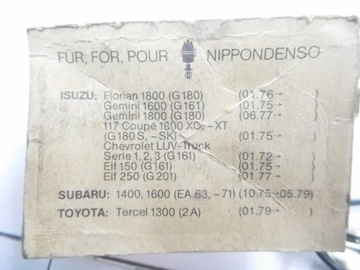 FÜR, FOR, POUR NIPPONDENSO
ISUZU: Florian 1800 (G180) (01.76→ )
Gemini 1600 (G161) (01.75→ )
Gemini 1800 (G180) (06.77→ )
117 Coupé 1800 XC, -XT
(G180 S, -SK) (01.75→ )
Chevrolet LUV-Truck
Serie 1, 2, 3 (G161) (01.72→ )
Elf 150 (G161) (01.75→ )
Elf 250 (G201) (01.77→ )
SUBARU: 1400, 1600 (EA 63, -71) (10.75→05.79)
TOYOTA: Tercel 1300 (2A) (01.79→ )